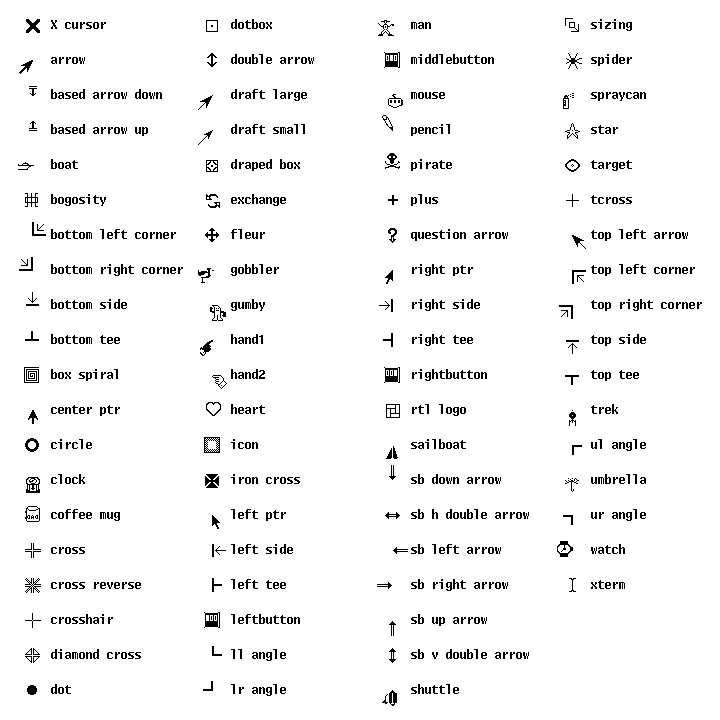 X cursor
arrow
based arrow down
based arrow up
boat
bogosity
bottom left corner
bottom right corner
bottom side
bottom tee
box spiral
center ptr
circle
clock
coffee mug
cross
cross reverse
crosshair
diamond cross
dot
dotbox
double arrow
draft large
draft small
draped box
exchange
fleur
gobbler
gumby
hand1
hand2
heart
icon
iron cross
left ptr
left side
left tee
leftbutton
ll angle
lr angle
man
middlebutton
mouse
pencil
pirate
plus
question arrow
right ptr
right side
right tee
rightbutton
rtl logo
sailboat
sb down arrow
sb h double arrow
sb left arrow
sb right arrow
sb up arrow
sb v double arrow
shuttle
sizing
spider
spraycan
star
target
tcross
top left arrow
top left corner
top right corner
top side
top tee
trek
ul angle
umbrella
ur angle
watch
xterm